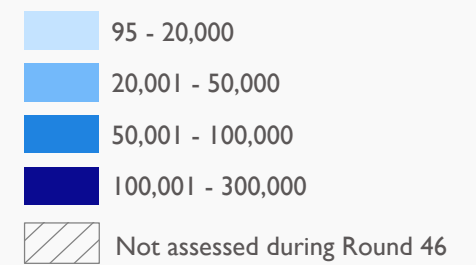 95 - 20,000
20,001 - 50,000
50,001 - 100,000
100,001 - 300,000
Not assessed during Round 46